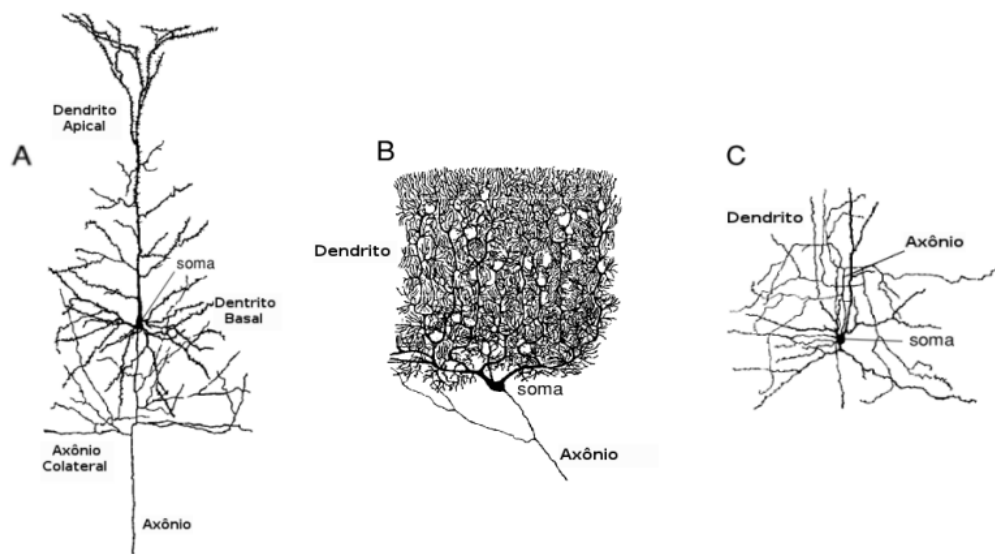 A
Dendrito
Apical
soma
Dentrito
Basal
Axônio
Colateral
Axônio
B
Dendrito
soma
Axônio
C
Dendrito
Axônio
soma